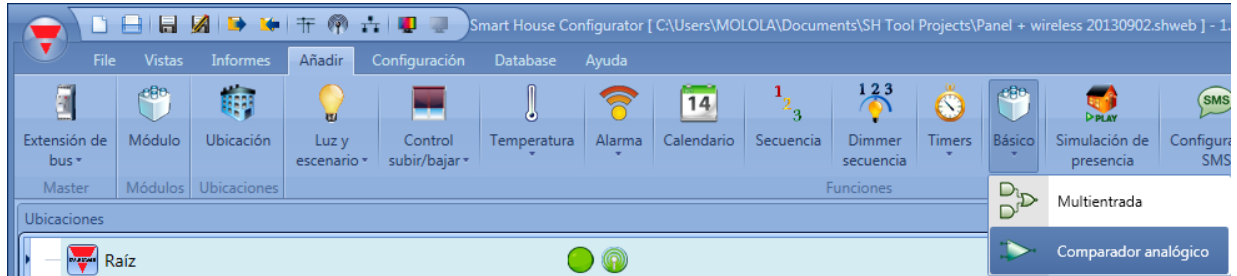 Smart House Configurator [ C:\Users\MOLOLA\Documents\SH Tool Projects\Panel + wireless 20130902.shweb ] - 1.
File Vistas Informes Añadir Configuración Database Ayuda
14 1 2 3 1 2 3 PLAY SMS
Extensión de bus Módulo Ubicación Luz y escenario Control subir/bajar Temperatura Alarma Calendario Secuencia Dimmer secuencia Timers Básico Simulación de presencia Configura SMS
Master Módulos Ubicaciones Funciones
Multientrada
Ubicaciones
Raíz
Comparador analógico